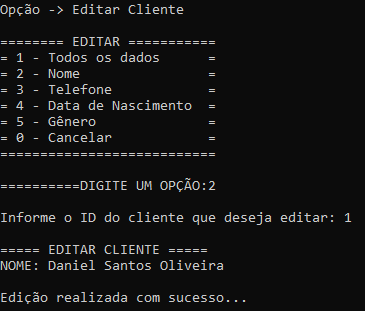 Opção -> Editar Cliente
======== EDITAR ===========
= 1 - Todos os dados      =
= 2 - Nome                =
= 3 - Telefone            =
= 4 - Data de Nascimento  =
= 5 - Gênero              =
= 0 - Cancelar            =
===========================
==========DIGITE UM OPÇÃO:2
Informe o ID do cliente que deseja editar: 1
===== EDITAR CLIENTE =====
NOME: Daniel Santos Oliveira
Edição realizada com sucesso...